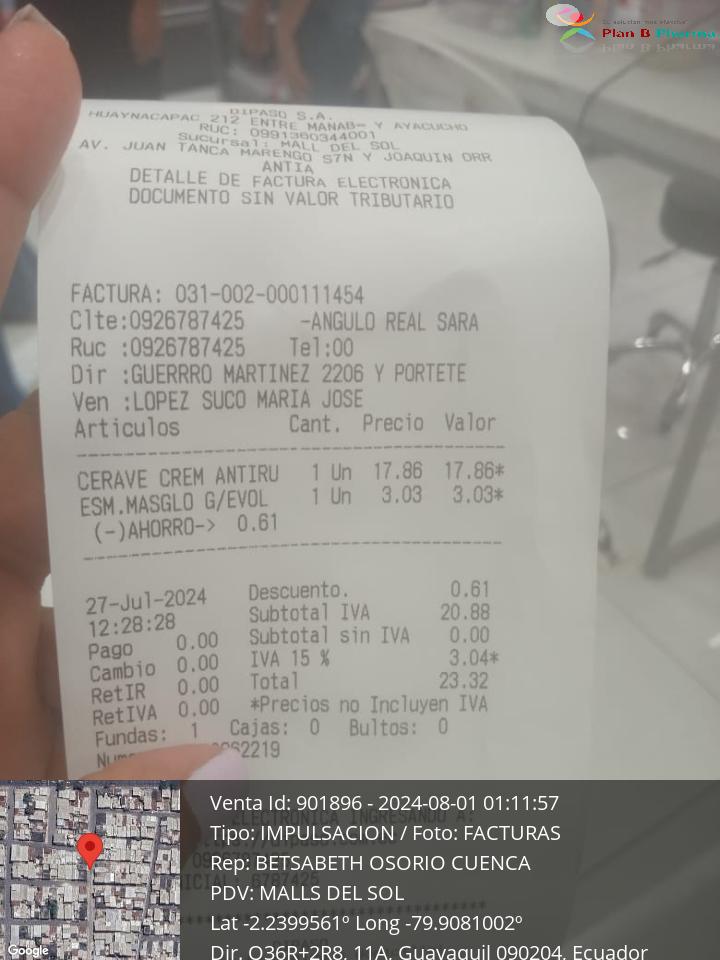 Plan B Pharma
DIPASO S.A.
HUAYNACAPAC 212 ENTRE MANAB= Y AYACUCHO
RUC: 0991360344001
Sucursal: MALL DEL SOL
AV. JUAN TANCA MARENGO S7N Y JOAQUIN ORR
ANTIA
DETALLE DE FACTURA ELECTRONICA
DOCUMENTO SIN VALOR TRIBUTARIO
FACTURA: 031-002-000111454
Clte:0926787425 -ANGULO REAL SARA
Ruc :0926787425 Tel:00
Dir :GUERRRO MARTINEZ 2206 Y PORTETE
Ven :LOPEZ SUCO MARIA JOSE
Articulos Cant. Precio Valor
CERAVE CREM ANTIRU 1 Un 17.86 17.86*
ESM.MASGLO G/EVOL 1 Un 3.03 3.03*
(-)AHORRO-> 0.61
27-Jul-2024 Descuento. 0.61
12:28:28 Subtotal IVA 20.88
Pago 0.00 Subtotal sin IVA 0.00
Cambio 0.00 IVA 15 % 3.04*
RetIR 0.00 Total 23.32
RetIVA 0.00 *Precios no Incluyen IVA
Fundas: 1 Cajas: 0 Bultos: 0
62219
ELECTRONICA INGRESANDO A:
Venta Id: 901896 - 2024-08-01 01:11:57
Tipo: IMPULSACION / Foto: FACTURAS
Rep: BETSABETH OSORIO CUENCA
PDV: MALLS DEL SOL
Lat -2.2399561º Long -79.9081002º
Dir. Q36R+2R8, 11A, Guayaquil 090204, Ecuador
Google